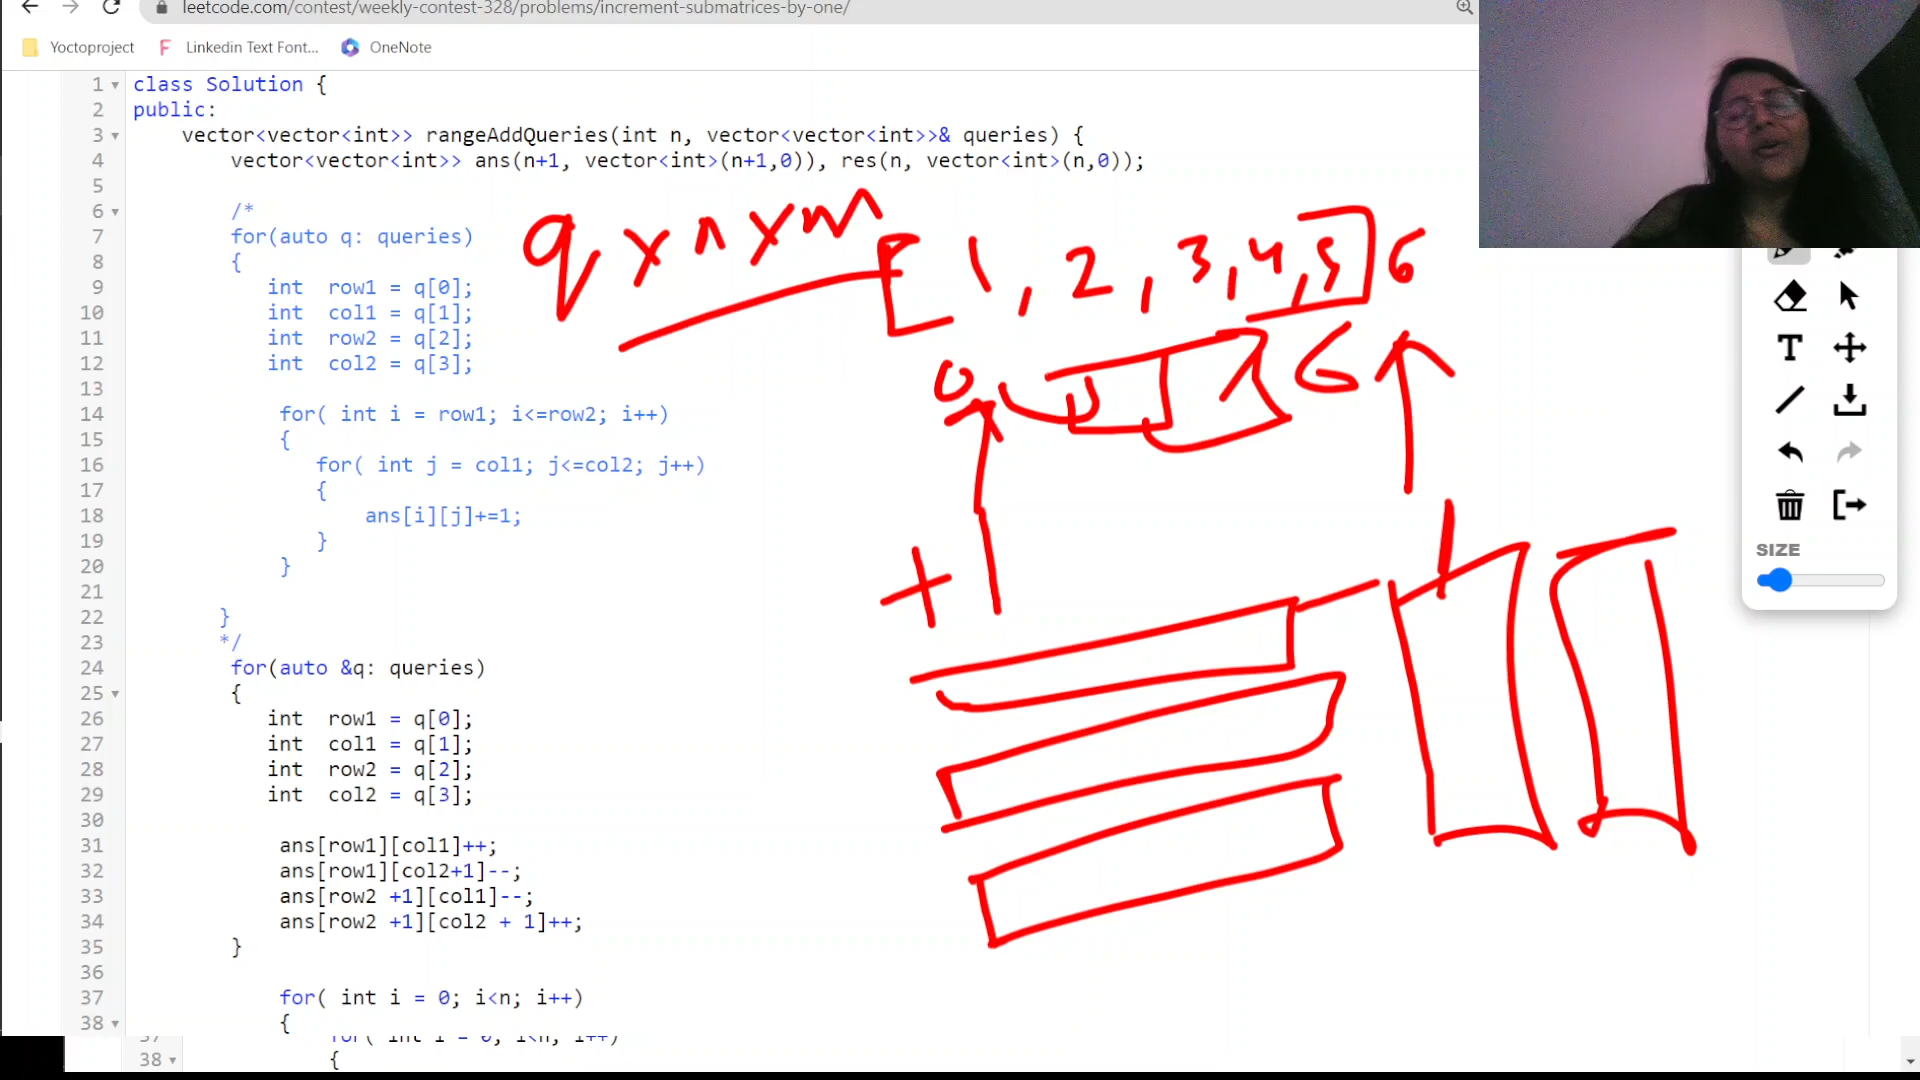 leetcode.com/contest/weekly-contest-328/problems/increment-submatrices-by-one/
Yoctoproject F Linkedin Text Font... OneNote
1 class Solution {
2 public:
3 vector<vector<int>> rangeAddQueries(int n, vector<vector<int>>& queries) {
4 vector<vector<int>> ans(n+1, vector<int>(n+1,0)), res(n, vector<int>(n,0));
5
6 /*
7 for(auto q: queries)
8 {
9 int row1 = q[0];
10 int col1 = q[1];
11 int row2 = q[2];
12 int col2 = q[3];
13
14 for( int i = row1; i<=row2; i++)
15 {
16 for( int j = col1; j<=col2; j++)
17 {
18 ans[i][j]+=1;
19 }
20 }
21
22 }
23 */
24 for(auto &q: queries)
25 {
26 int row1 = q[0];
27 int col1 = q[1];
28 int row2 = q[2];
29 int col2 = q[3];
30
31 ans[row1][col1]++;
32 ans[row1][col2+1]--;
33 ans[row2 +1][col1]--;
34 ans[row2 +1][col2 + 1]++;
35 }
36
37 for( int i = 0; i<n; i++)
38 {
38 {
q x n x m
[ 1, 2, 3, 4, 5] 6
+
T
SIZE